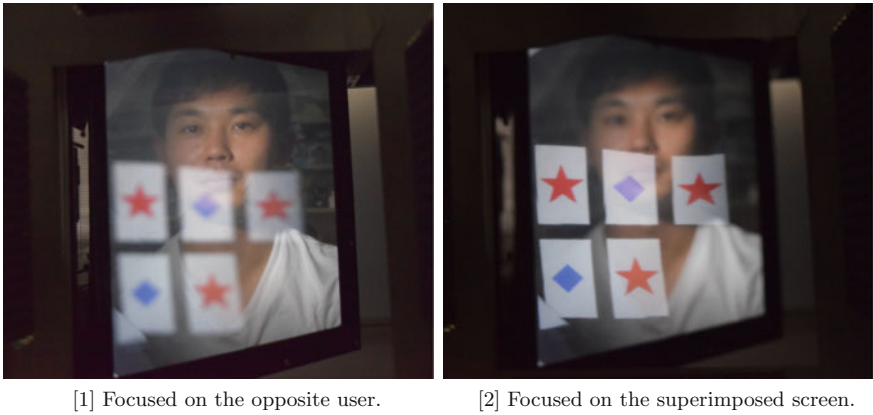 [1] Focused on the opposite user.
[2] Focused on the superimposed screen.